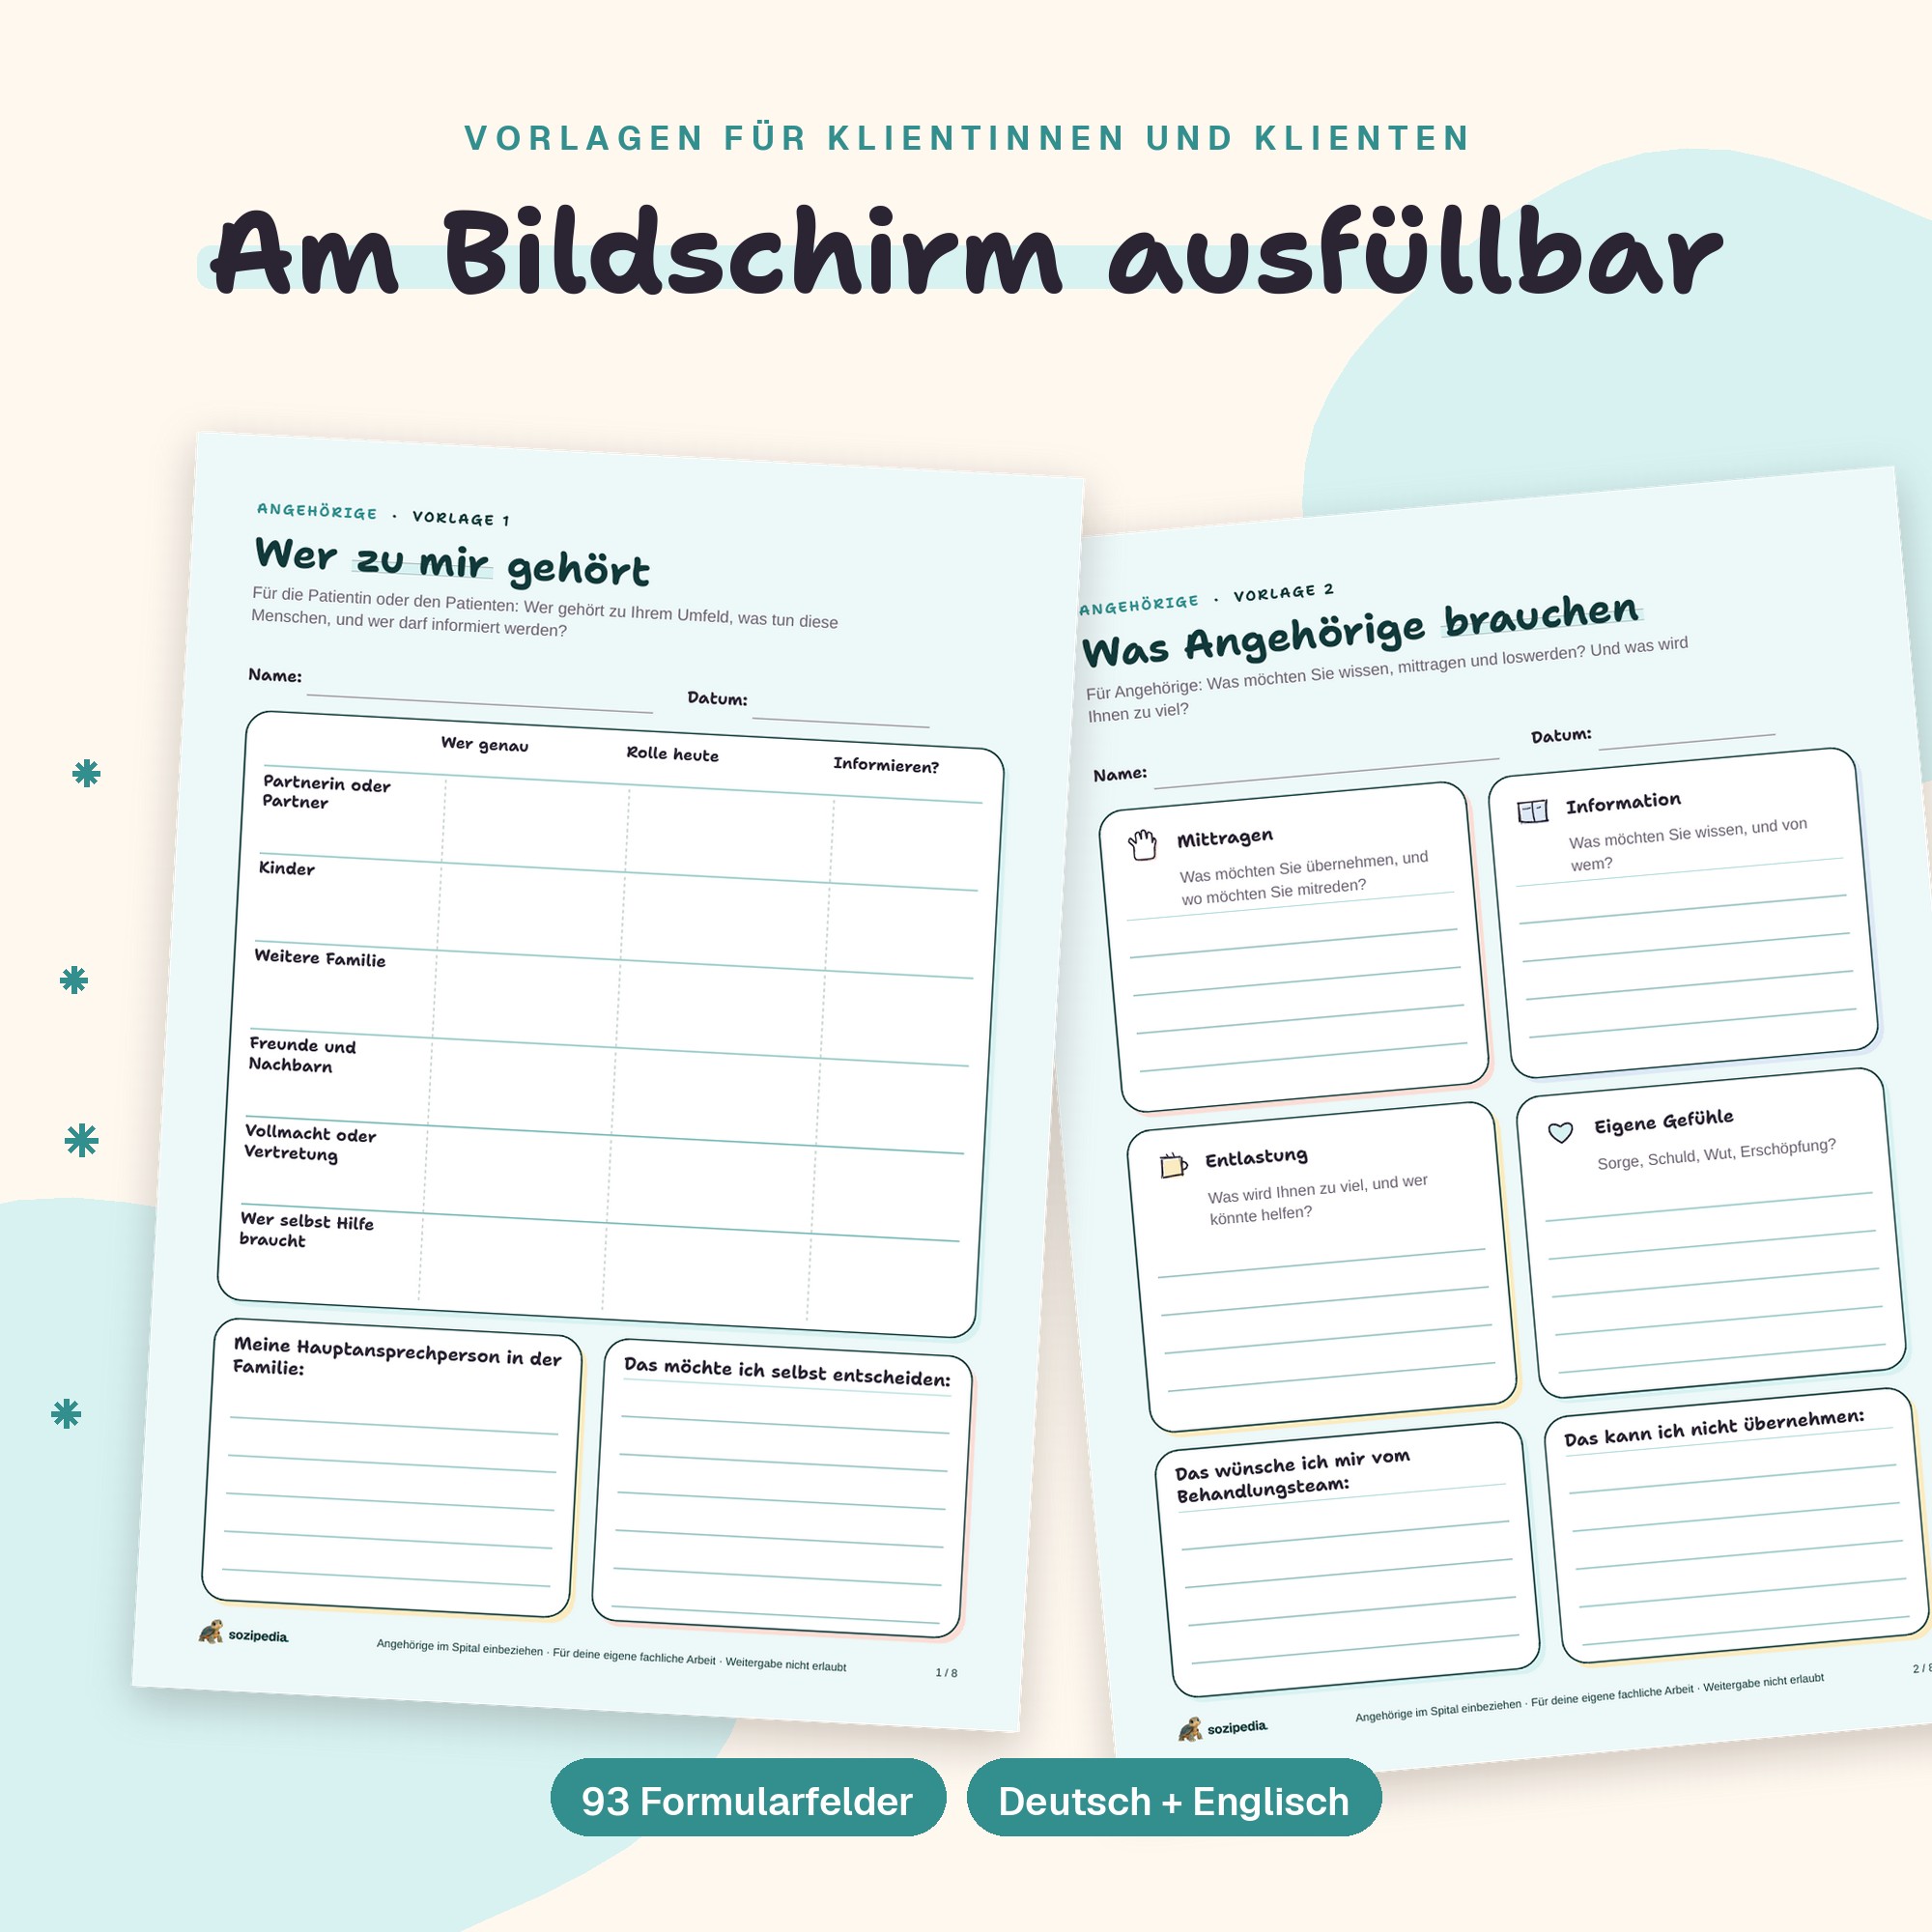 VORLAGEN FÜR KLIENTINNEN UND KLIENTEN
Am Bildschirm ausfüllbar
ANGEHÖRIGE · VORLAGE 1
Wer zu mir gehört
Für die Patientin oder den Patienten: Wer gehört zu Ihrem Umfeld, was tun diese
Menschen, und wer darf informiert werden?
Name:
Datum:
Wer genau
Rolle heute
Informieren?
Partnerin oder
Partner
Kinder
Weitere Familie
Freunde und
Nachbarn
Vollmacht oder
Vertretung
Wer selbst Hilfe
braucht
Meine Hauptansprechperson in der
Familie:
Das möchte ich selbst entscheiden:
sozipedia.
Angehörige im Spital einbeziehen · Für deine eigene fachliche Arbeit · Weitergabe nicht erlaubt
1 / 8
ANGEHÖRIGE · VORLAGE 2
Was Angehörige brauchen
Für Angehörige: Was möchten Sie wissen, mittragen und loswerden? Und was wird
Ihnen zu viel?
Name:
Datum:
Mittragen
Was möchten Sie übernehmen, und
wo möchten Sie mitreden?
Information
Was möchten Sie wissen, und von
wem?
Entlastung
Was wird Ihnen zu viel, und wer
könnte helfen?
Eigene Gefühle
Sorge, Schuld, Wut, Erschöpfung?
Das wünsche ich mir vom
Behandlungsteam:
Das kann ich nicht übernehmen:
sozipedia.
Angehörige im Spital einbeziehen · Für deine eigene fachliche Arbeit · Weitergabe nicht erlaubt
2 / 8
93 Formularfelder
Deutsch + Englisch